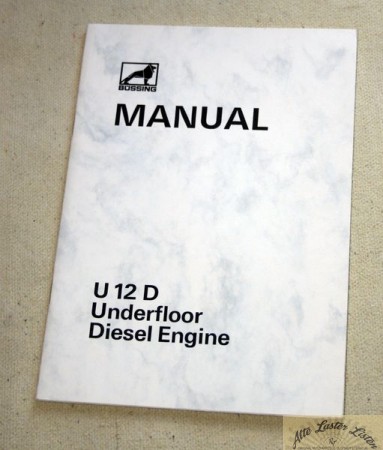 BÜSSING
MANUAL
U 12 D
Underfloor
Diesel Engine
Alte Laster Listen